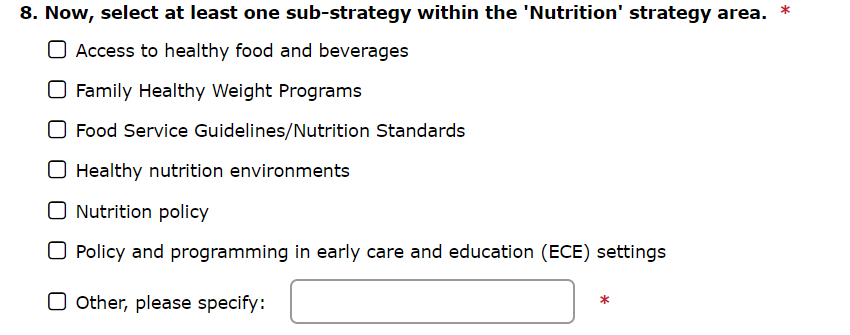 8. Now, select at least one sub-strategy within the 'Nutrition' strategy area. *
Access to healthy food and beverages
Family Healthy Weight Programs
Food Service Guidelines/Nutrition Standards
Healthy nutrition environments
Nutrition policy
Policy and programming in early care and education (ECE) settings
Other, please specify: *